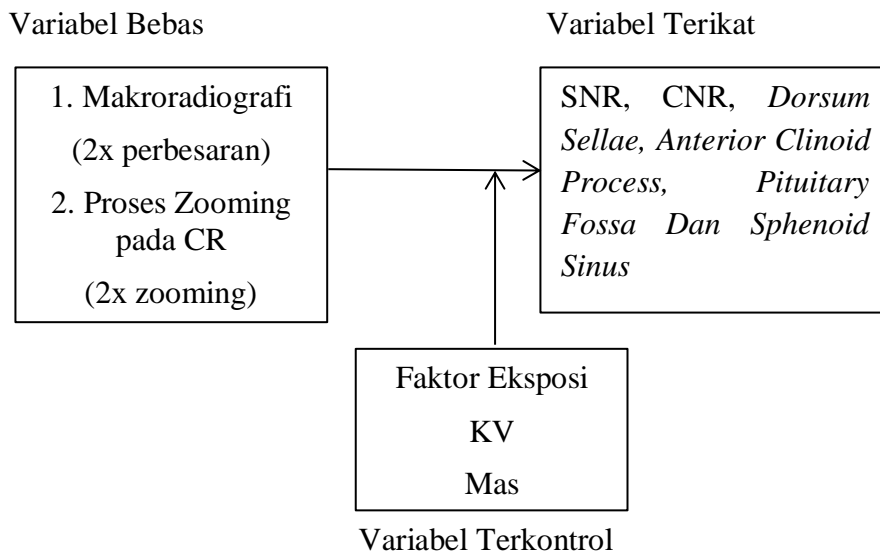 Variabel Bebas
1. Makroradiografi
(2x perbesaran)
2. Proses Zooming
pada CR
(2x zooming)
Variabel Terikat
SNR, CNR, Dorsum
Sellae, Anterior Clinoid
Process, Pituitary
Fossa Dan Sphenoid
Sinus
Faktor Eksposi
KV
Mas
Variabel Terkontrol